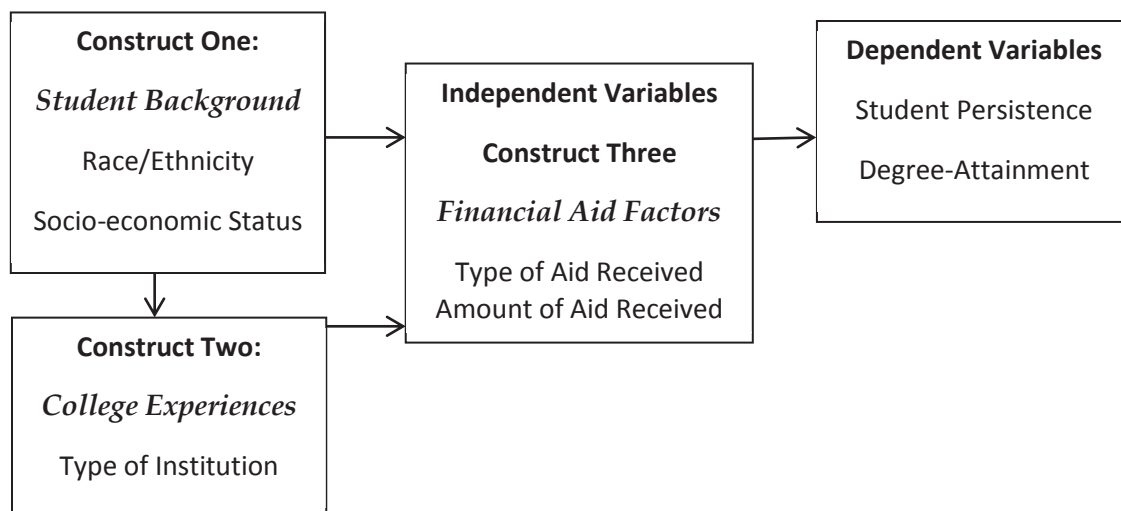 Construct One:
Student Background
Race/Ethnicity
Socio-economic Status
Construct Two:
College Experiences
Type of Institution
Independent Variables
Construct Three
Financial Aid Factors
Type of Aid Received
Amount of Aid Received
Dependent Variables
Student Persistence
Degree-Attainment